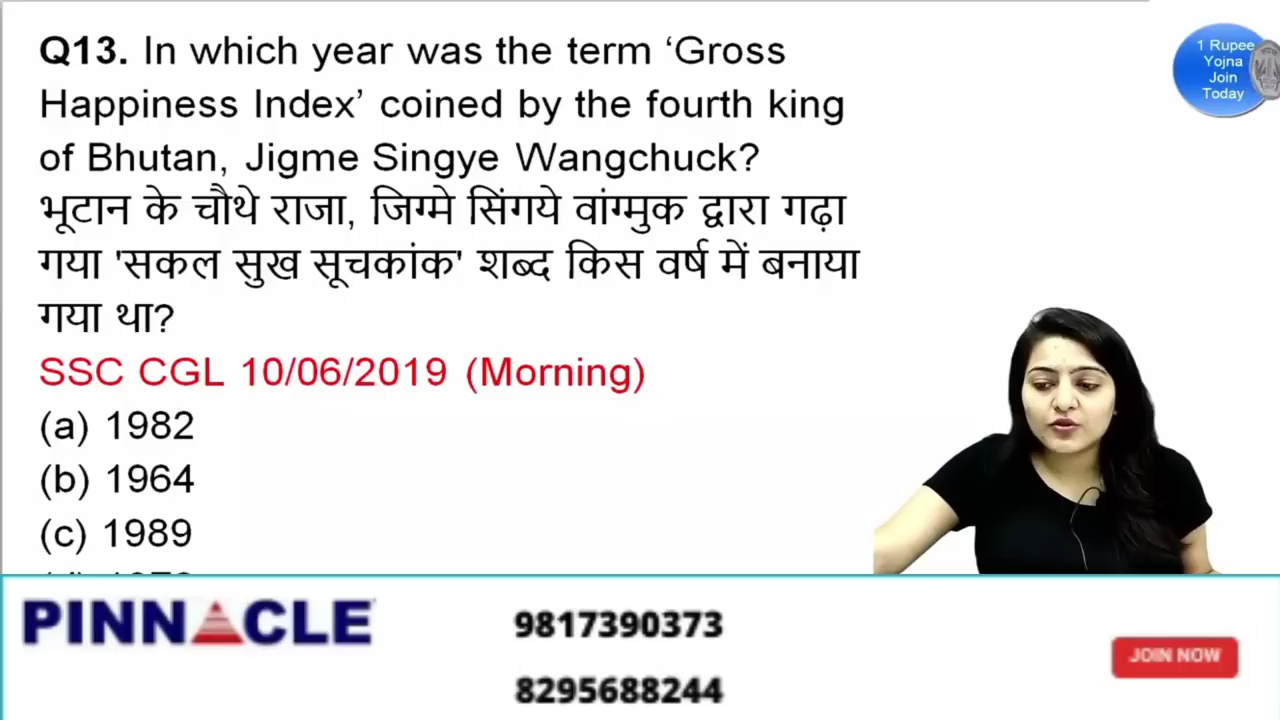 Q13. In which year was the term ‘Gross
Happiness Index’ coined by the fourth king
of Bhutan, Jigme Singye Wangchuck?
भूटान के चौथे राजा, जिग्मे सिंगये वांग्मुक द्वारा गढ़ा
गया 'सकल सुख सूचकांक' शब्द किस वर्ष में बनाया
गया था?
SSC CGL 10/06/2019 (Morning)
(a) 1982
(b) 1964
(c) 1989
1 Rupee
Yojna
Join
Today
PINNACLE
9817390373
8295688244
JOIN NOW